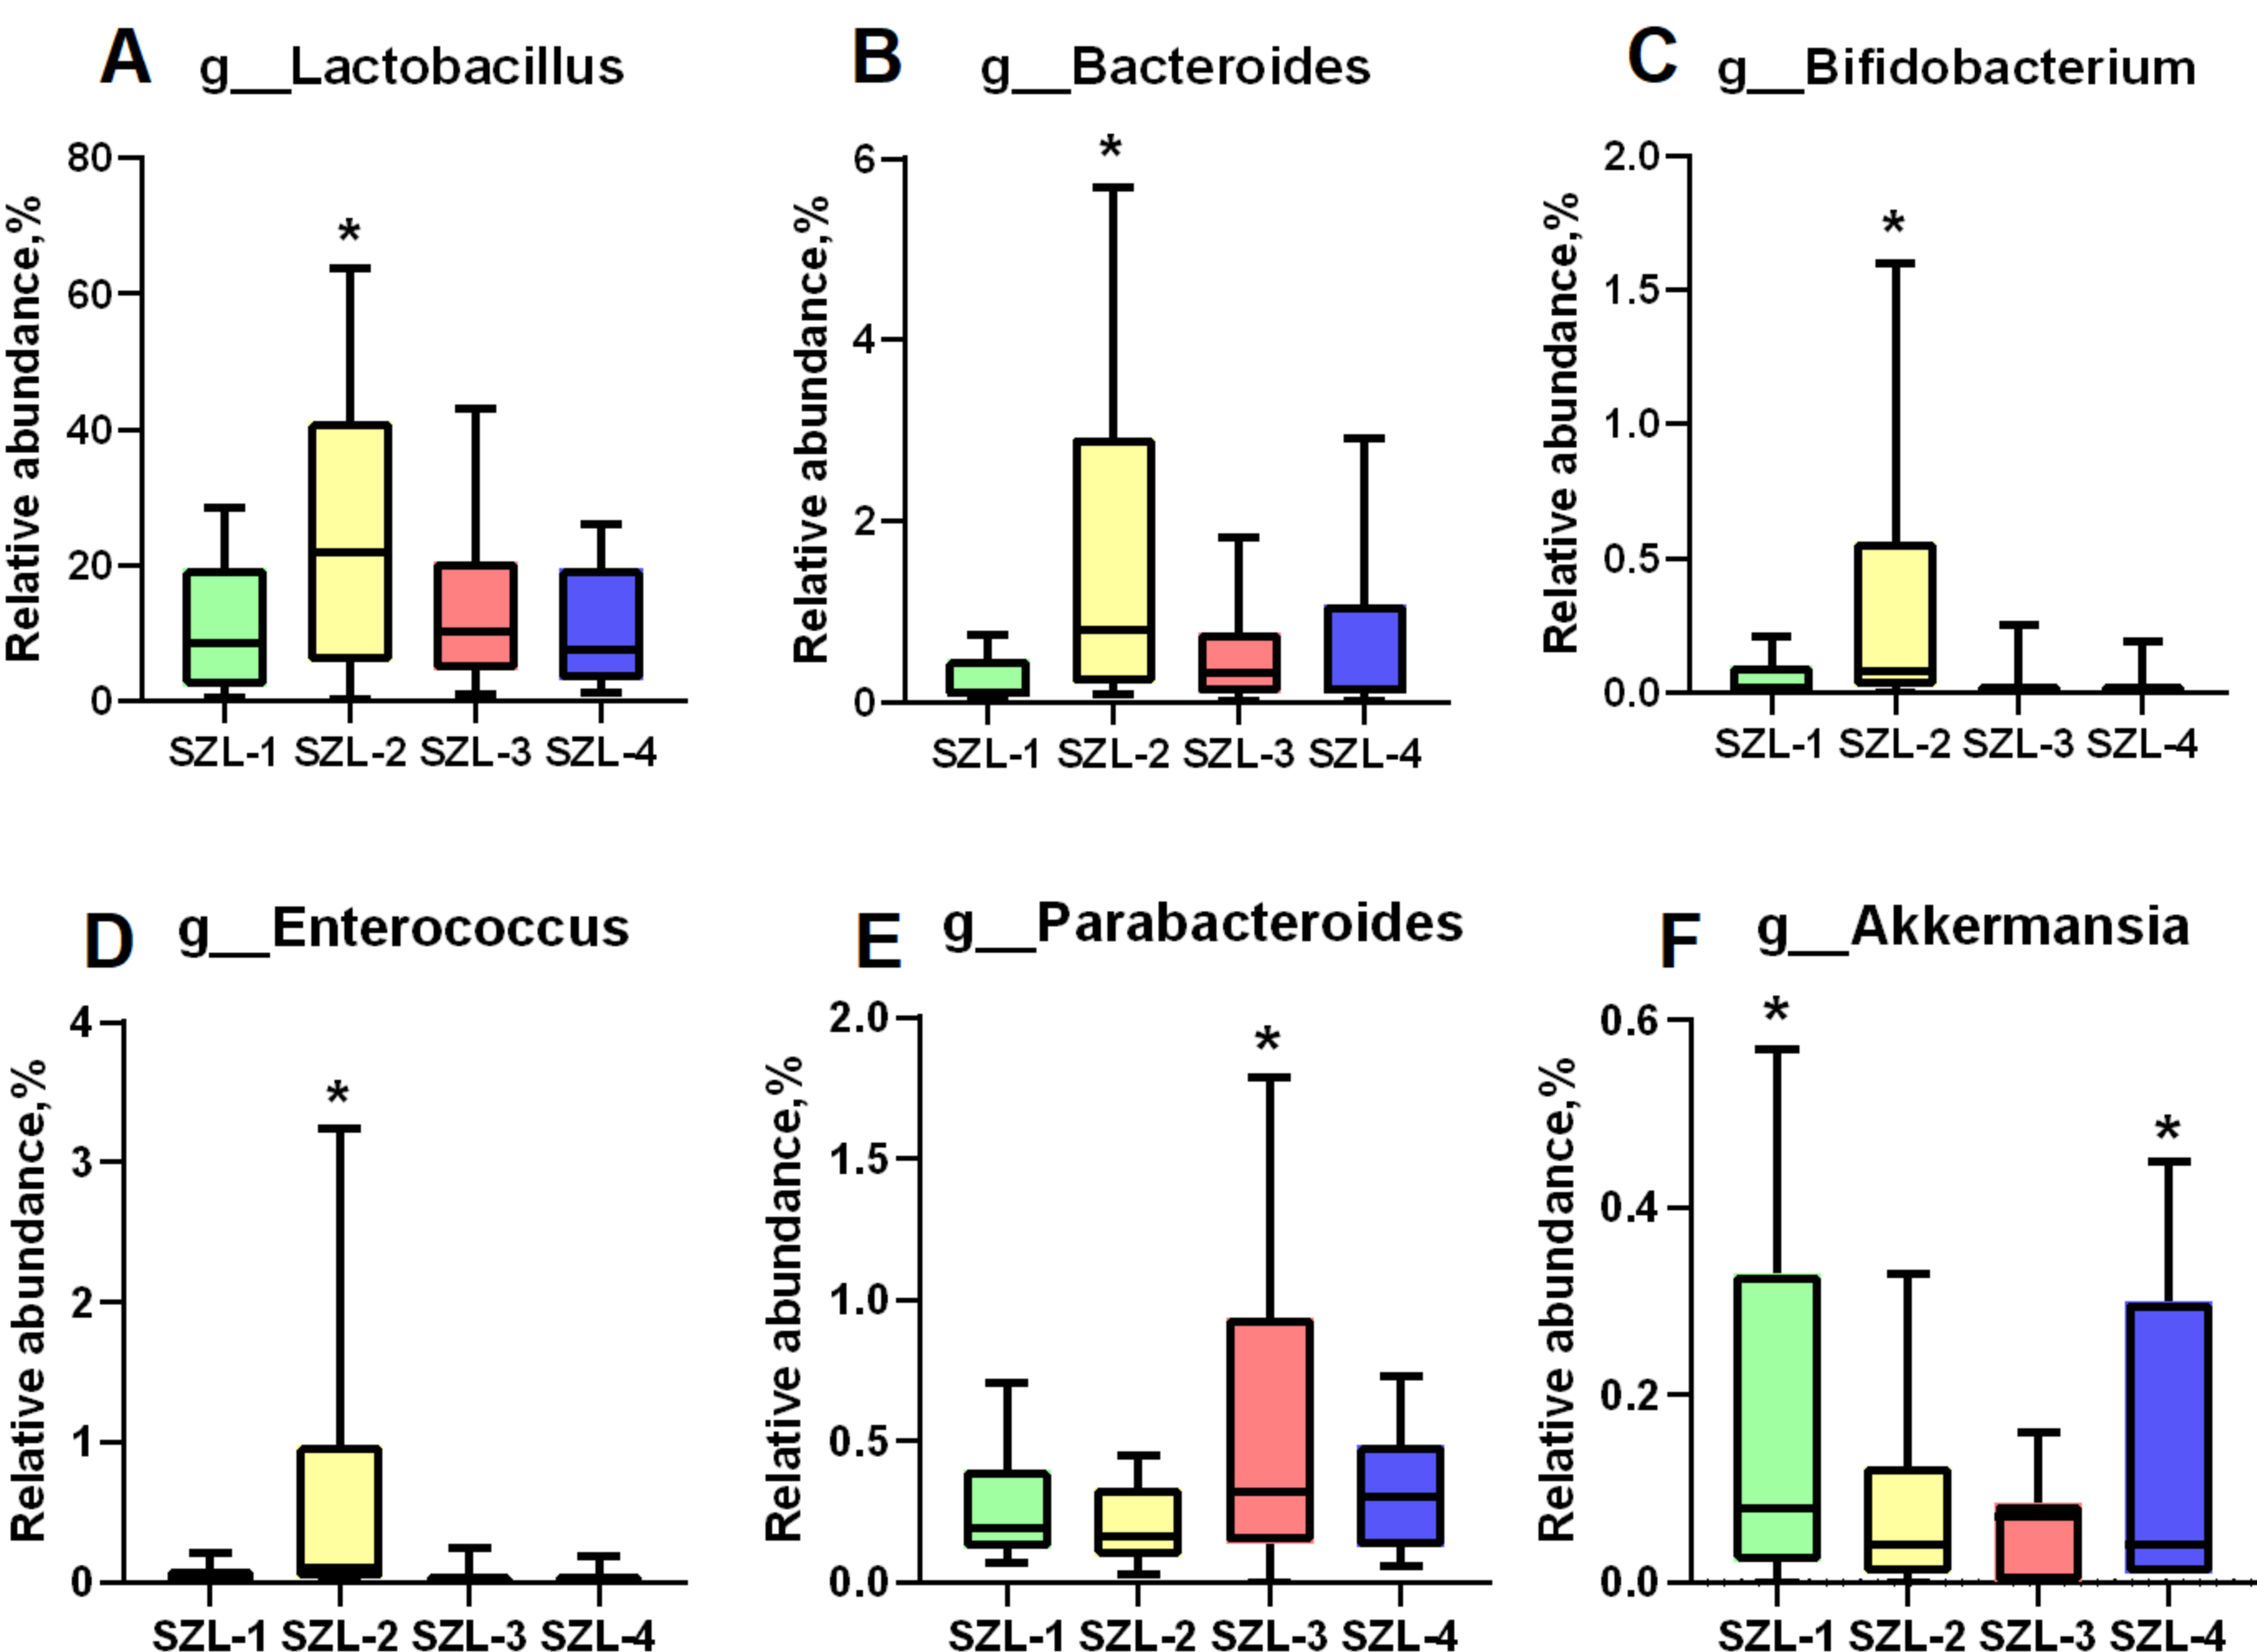 A g__Lactobacillus
Relative abundance,%
80
60
40
20
0
*
SZL-1 SZL-2 SZL-3 SZL-4
B g__Bacteroides
Relative abundance,%
6
4
2
0
*
SZL-1 SZL-2 SZL-3 SZL-4
C g__Bifidobacterium
Relative abundance,%
2.0
1.5
1.0
0.5
0.0
*
SZL-1 SZL-2 SZL-3 SZL-4
D g__Enterococcus
Relative abundance,%
4
3
2
1
0
*
SZL-1 SZL-2 SZL-3 SZL-4
E g__Parabacteroides
Relative abundance,%
2.0
1.5
1.0
0.5
0.0
*
SZL-1 SZL-2 SZL-3 SZL-4
F g__Akkermansia
Relative abundance,%
0.6
0.4
0.2
0.0
*
*
SZL-1 SZL-2 SZL-3 SZL-4